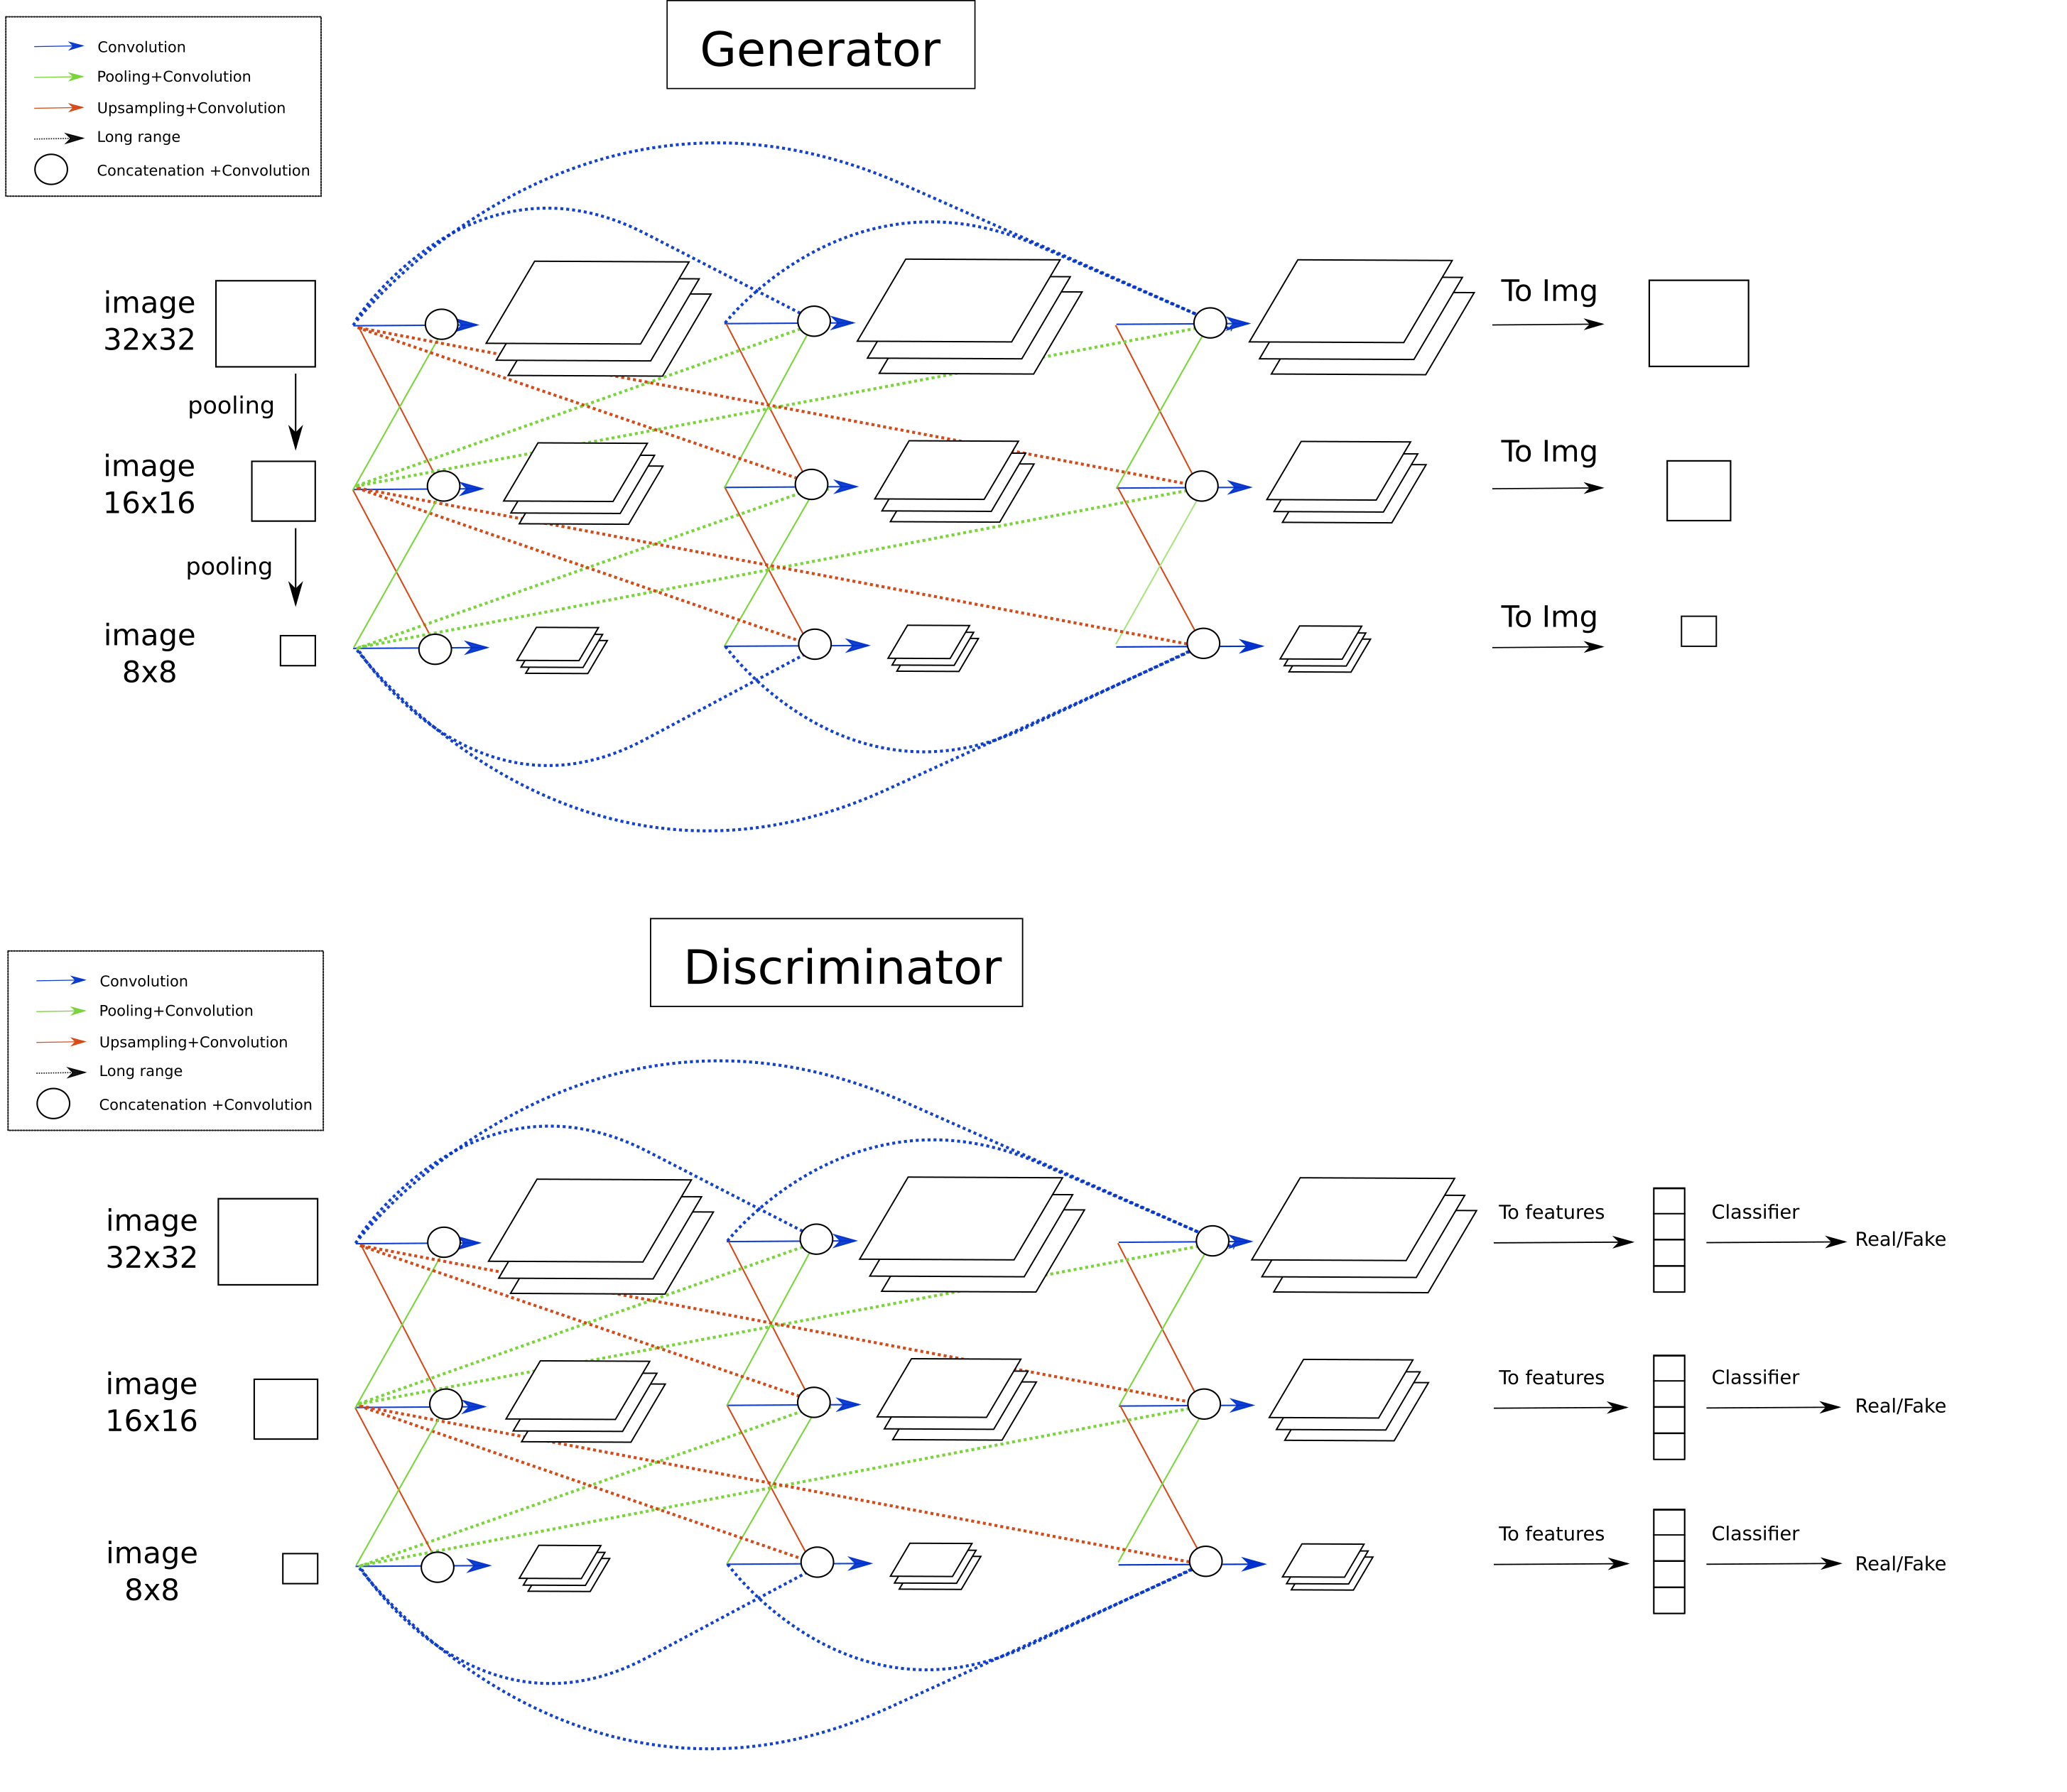 Generator
Convolution
Pooling+Convolution
Upsampling+Convolution
Long range
Concatenation +Convolution
image
32x32
To Img
pooling
image
16x16
To Img
pooling
image
8x8
To Img
Discriminator
Convolution
Pooling+Convolution
Upsampling+Convolution
Long range
Concatenation +Convolution
image
32x32
To features
Classifier
Real/Fake
image
16x16
To features
Classifier
Real/Fake
image
8x8
To features
Classifier
Real/Fake